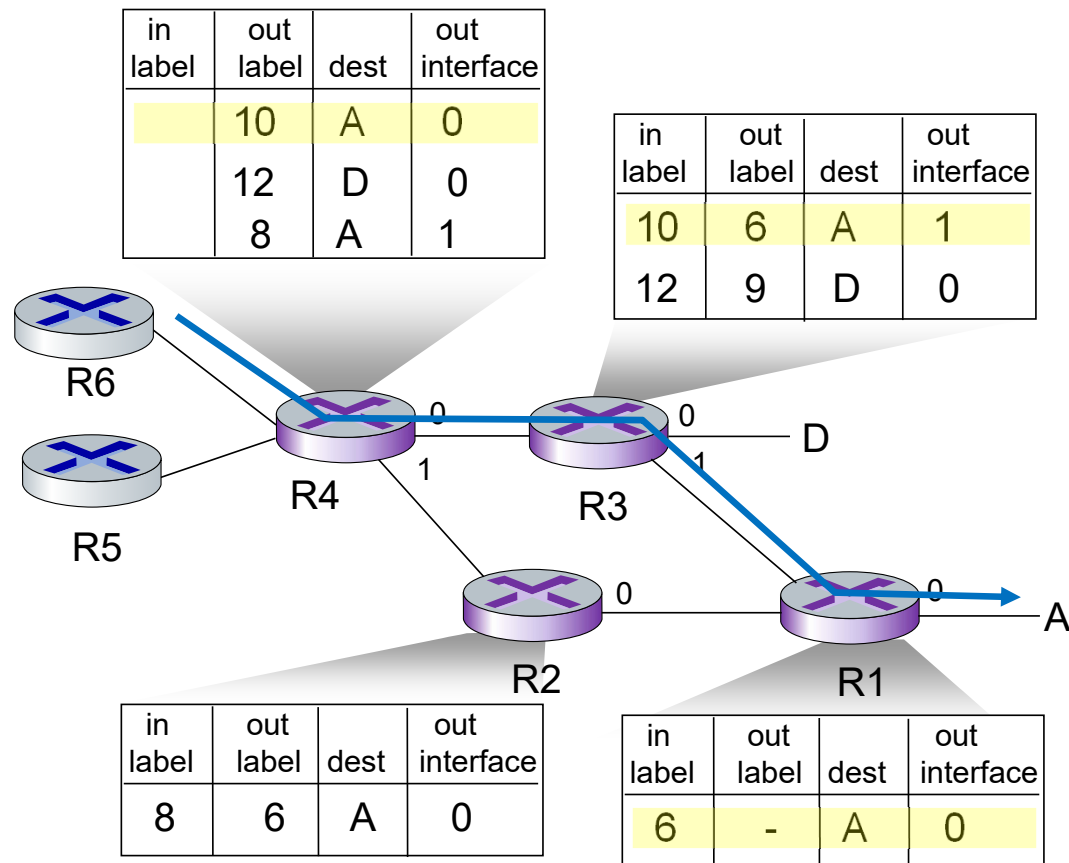 in out out
label label dest interface
10 A 0
12 D 0
8 A 1
in out out
label label dest interface
10 6 A 1
12 9 D 0
R6
0
0
D
1
1
R4
R3
R5
0
0
A
R2
R1
in out out
label label dest interface
8 6 A 0
in out out
label label dest interface
6 - A 0